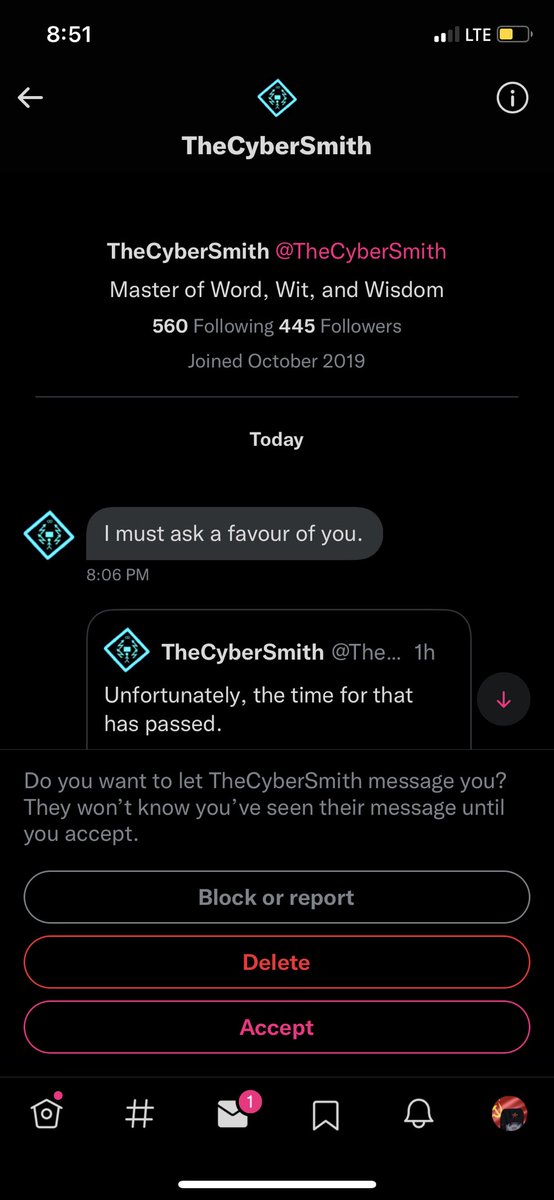 8:51
LTE
TheCyberSmith
TheCyberSmith @TheCyberSmith
Master of Word, Wit, and Wisdom
560 Following 445 Followers
Joined October 2019
Today
I must ask a favour of you.
8:06 PM
TheCyberSmith @The... 1h
Unfortunately, the time for that
has passed.
Do you want to let TheCyberSmith message you?
They won’t know you’ve seen their message until
you accept.
Block or report
Delete
Accept
1